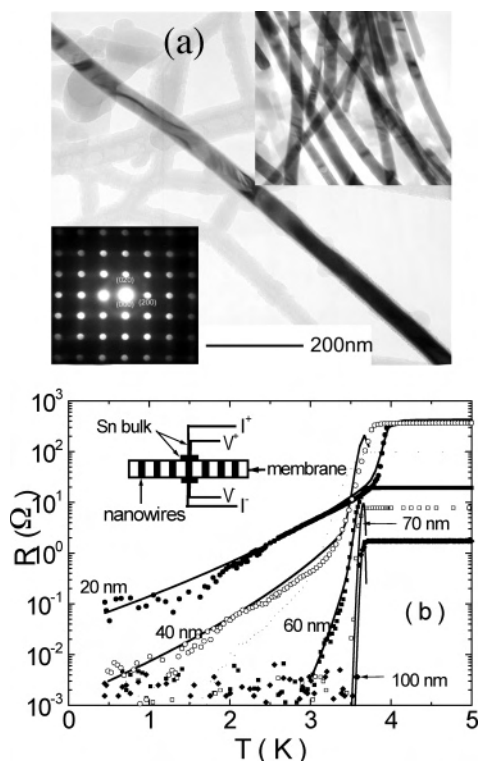 (a)
(020)
(000)
(200)
200nm
10³
10²
10¹
10⁰
10⁻¹
10⁻²
10⁻³
R (Ω)
Sn bulk
I⁺
V⁺
membrane
nanowires
V⁻
I⁻
20 nm
40 nm
60 nm
70 nm
100 nm
( b )
0 1 2 3 4 5
T ( K )